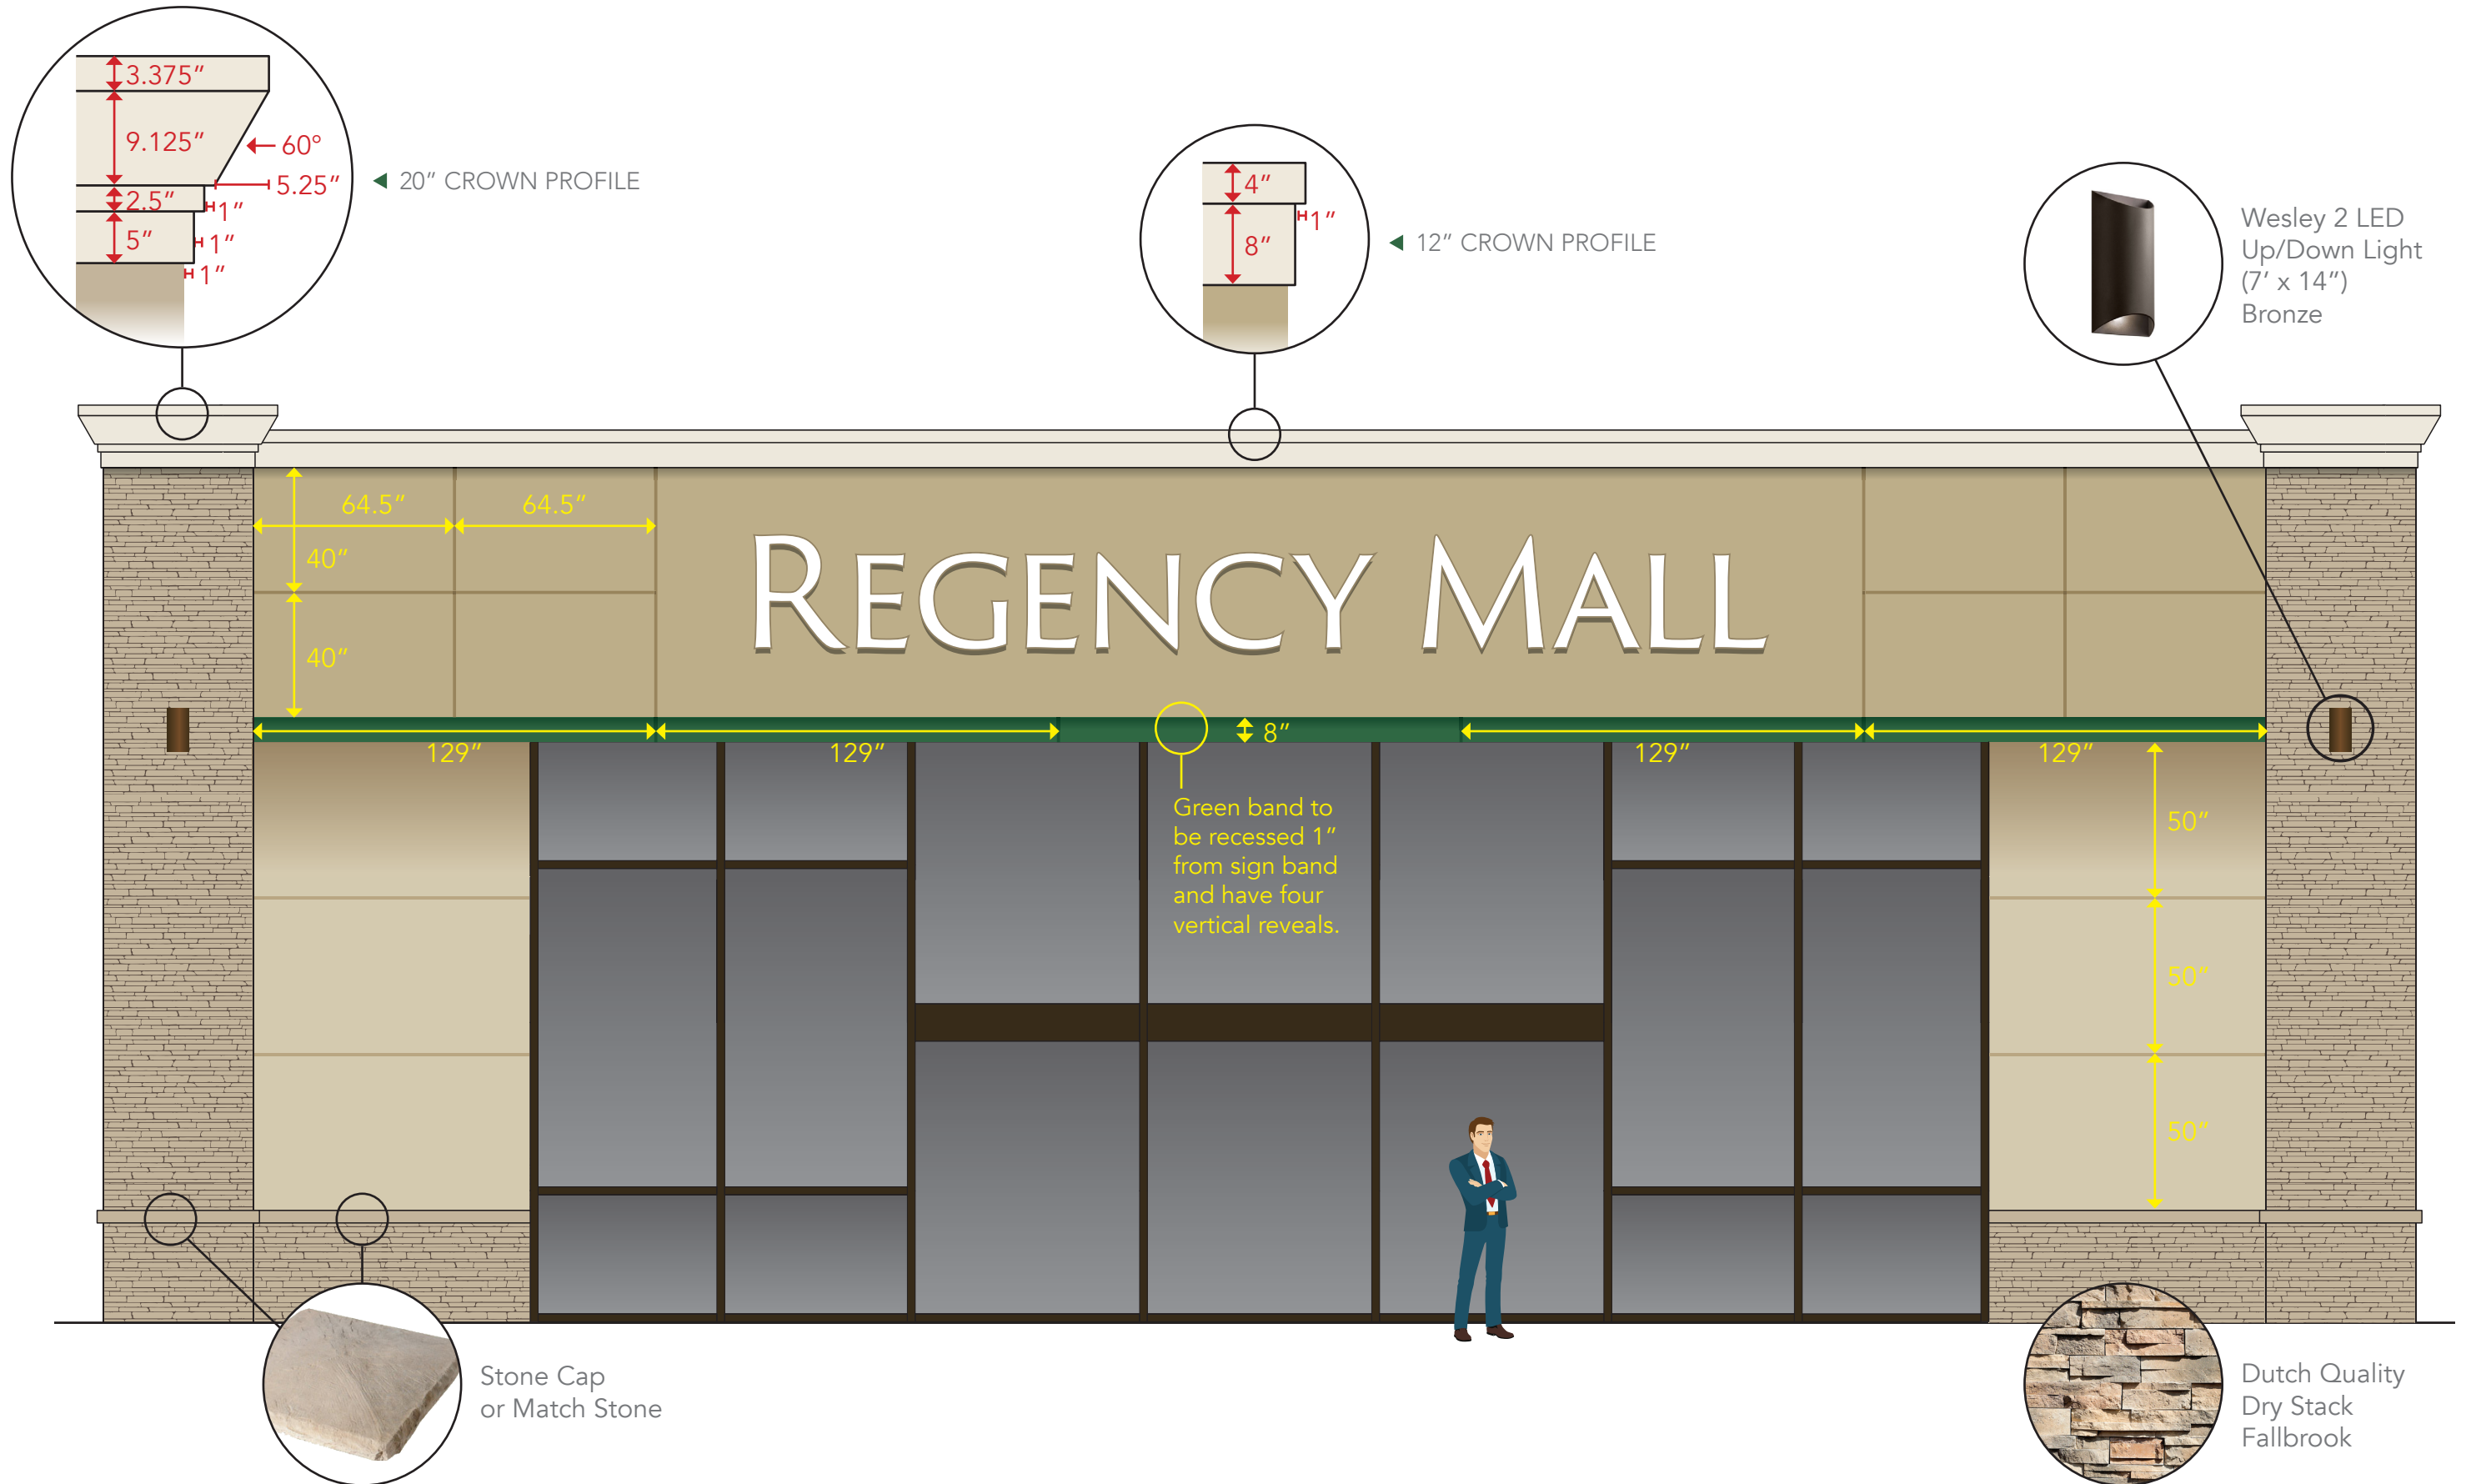 3.375”
9.125”
60°
5.25”
2.5”
1”
5”
1”
1”
20” CROWN PROFILE
4”
1”
8”
12” CROWN PROFILE
Wesley 2 LED
Up/Down Light
(7’ x 14”)
Bronze
64.5”
64.5”
40”
40”
REGENCY MALL
129”
129”
8”
129”
129”
Green band to
be recessed 1”
from sign band
and have four
vertical reveals.
50”
50”
50”
Stone Cap
or Match Stone
Dutch Quality
Dry Stack
Fallbrook